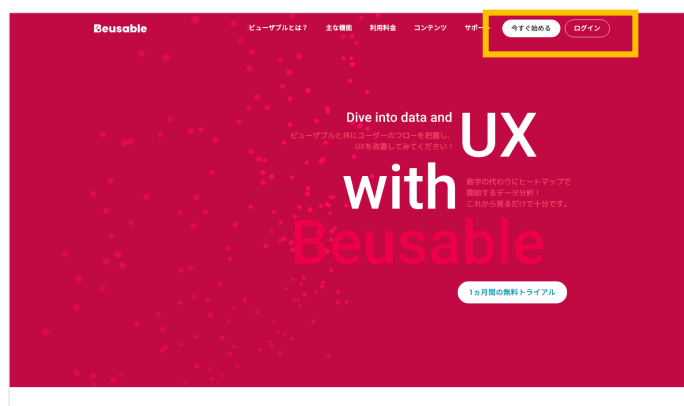 Beusable
ビューザブルとは？ 主な機能 利用料金 コンテンツ サポート 今すぐ始める ログイン
Dive into data and
UX
ビューザブルと共にユーザーのフローを把握し、
UXを改善してみてください！
with
数字の代わりにヒートマップで
開始するデータ分析！
これから見るだけで十分です。
Beusable
1ヵ月間の無料トライアル